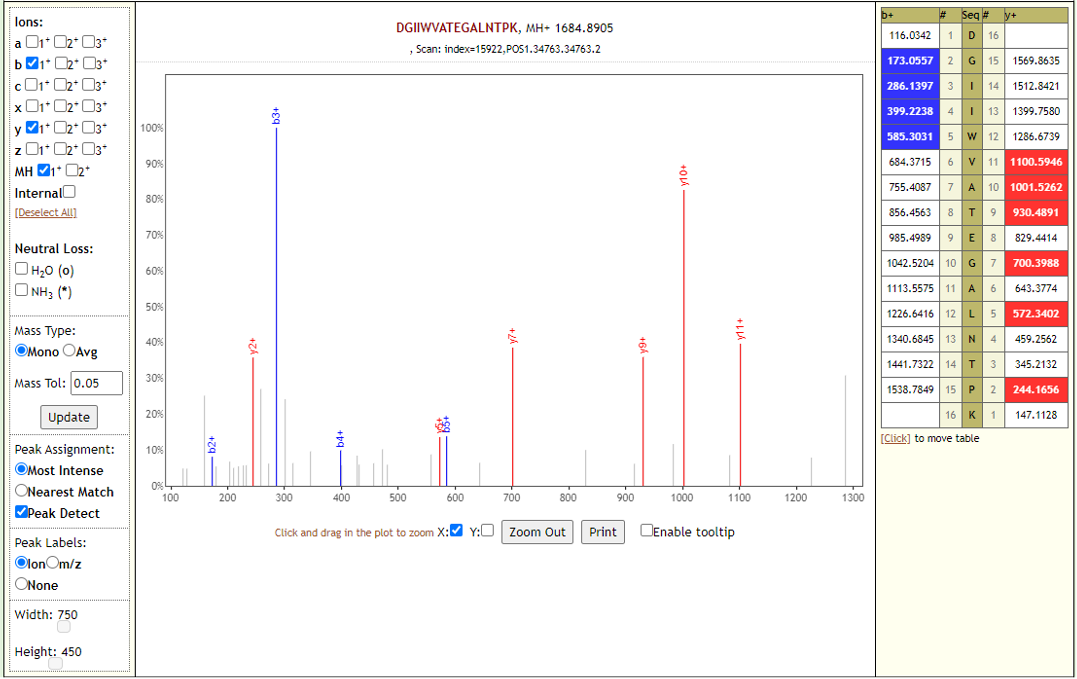 Ions:
a 1+ 2+ 3+
b 1+ 2+ 3+
c 1+ 2+ 3+
x 1+ 2+ 3+
y 1+ 2+ 3+
z 1+ 2+ 3+
MH 1+ 2+
Internal
[Deselect All]
Neutral Loss:
H2O (o)
NH3 (*)
Mass Type:
Mono Avg
Mass Tol: 0.05
Update
Peak Assignment:
Most Intense
Nearest Match
Peak Detect
Peak Labels:
Ion m/z
None
Width: 750
Height: 450
DGIIWVATEGALNTPK, MH+ 1684.8905
, Scan: index=15922,POS1.34763.34763.2
100%
90%
80%
70%
60%
50%
40%
30%
20%
10%
0%
b2+
y2+
b3+
b4+
y5+
b5+
y7+
y9+
y10+
y11+
100 200 300 400 500 600 700 800 900 1000 1100 1200 1300
Click and drag in the plot to zoom X: Y: Zoom Out Print Enable tooltip
b+ # Seq # y+
116.0342 1 D 16
173.0557 2 G 15 1569.8635
286.1397 3 I 14 1512.8421
399.2238 4 I 13 1399.7580
585.3031 5 W 12 1286.6739
684.3715 6 V 11 1100.5946
755.4087 7 A 10 1001.5262
856.4563 8 T 9 930.4891
985.4989 9 E 8 829.4414
1042.5204 10 G 7 700.3988
1113.5575 11 A 6 643.3774
1226.6416 12 L 5 572.3402
1340.6845 13 N 4 459.2562
1441.7322 14 T 3 345.2132
1538.7849 15 P 2 244.1656
16 K 1 147.1128
[Click] to move table